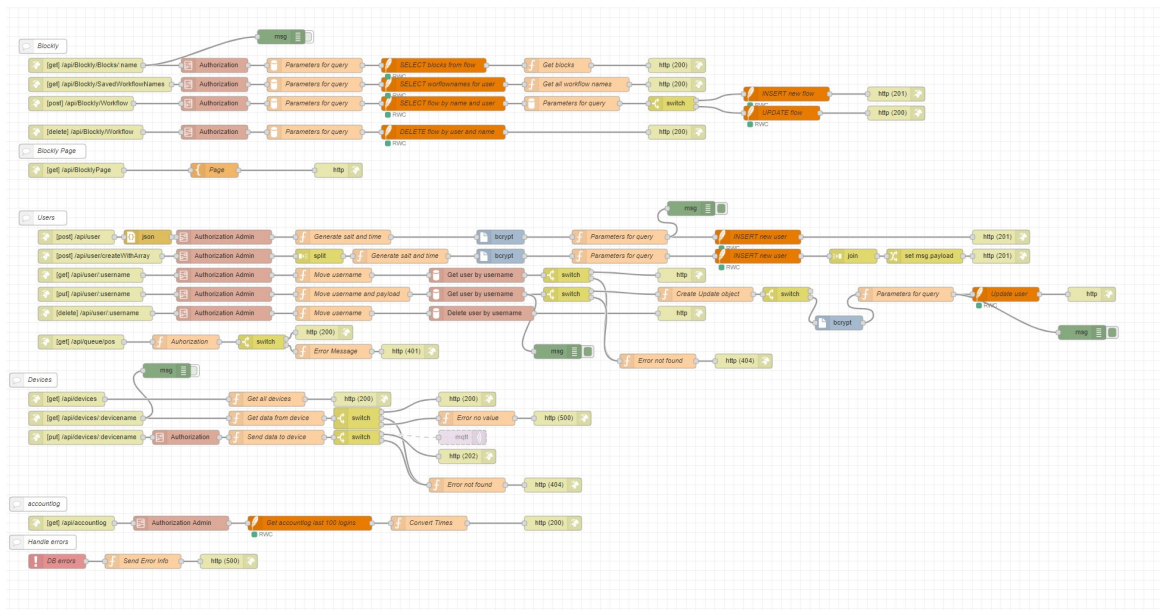 msg
Blockly
[get] /api/Blockly/Blocks/:name Authorization Parameters for query SELECT blocks from flow Get blocks http (200)
RWC
[get] /api/Blockly/SavedWorkflowNames Authorization Parameters for query SELECT worflownames for user Get all workflow names http (200)
RWC
[post] /api/Blockly/Workflow Authorization Parameters for query SELECT flow by name and user Parameters for query switch INSERT new flow http (201)
RWC
RWC
UPDATE flow http (200)
RWC
[delete] /api/Blockly/Workflow Authorization Parameters for query DELETE flow by user and name http (200)
RWC
Blockly Page
[get] /api/BlocklyPage Page http
msg
Users
[post] /api/user json Authorization Admin Generate salt and time bcrypt Parameters for query INSERT new user http (201)
RWC
[post] /api/user/createWithArray Authorization Admin split Generate salt and time bcrypt Parameters for query INSERT new user join set msg.payload http (201)
RWC
[get] /api/user/:username Authorization Admin Move username Get user by username switch http
[put] /api/user/:username Authorization Admin Move username and payload Get user by username switch Create Update object switch Parameters for query Update user http
RWC
[delete] /api/user/:username Authorization Admin Move username Delete user by username http
bcrypt
http (200)
msg
[get] /api/queue/pos Auhorization switch
Error Message http (401) msg
Error not found http (404)
msg
Devices
[get] /api/devices Get all devices http (200) http (200)
[get] /api/devices/:devicename Get data from device switch Error no value http (500)
[put] /api/devices/:devicename Authorization Send data to device switch mqtt
http (202)
Error not found http (404)
accountlog
[get] /api/accountlog Authorization Admin Get accountlog last 100 logins Convert Times http (200)
RWC
Handle errors
DB errors Send Error Info http (500)